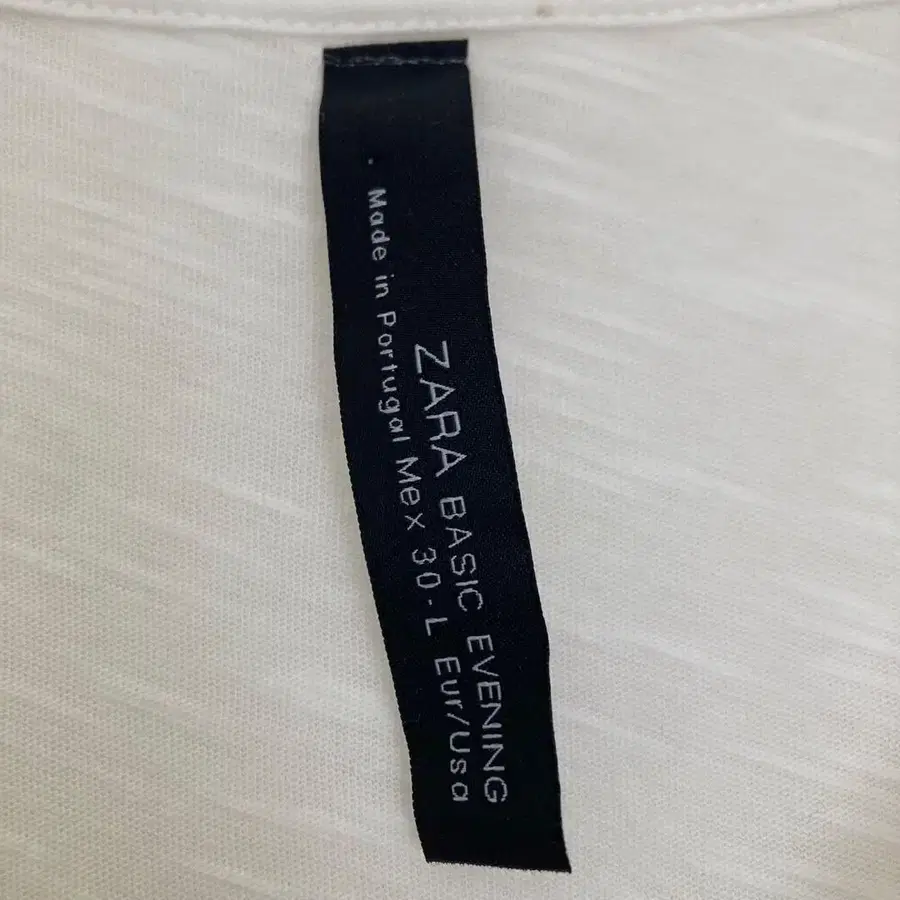 ZARA BASIC EVENING
. Made in Portugal Mex 30-L Eur/Usa